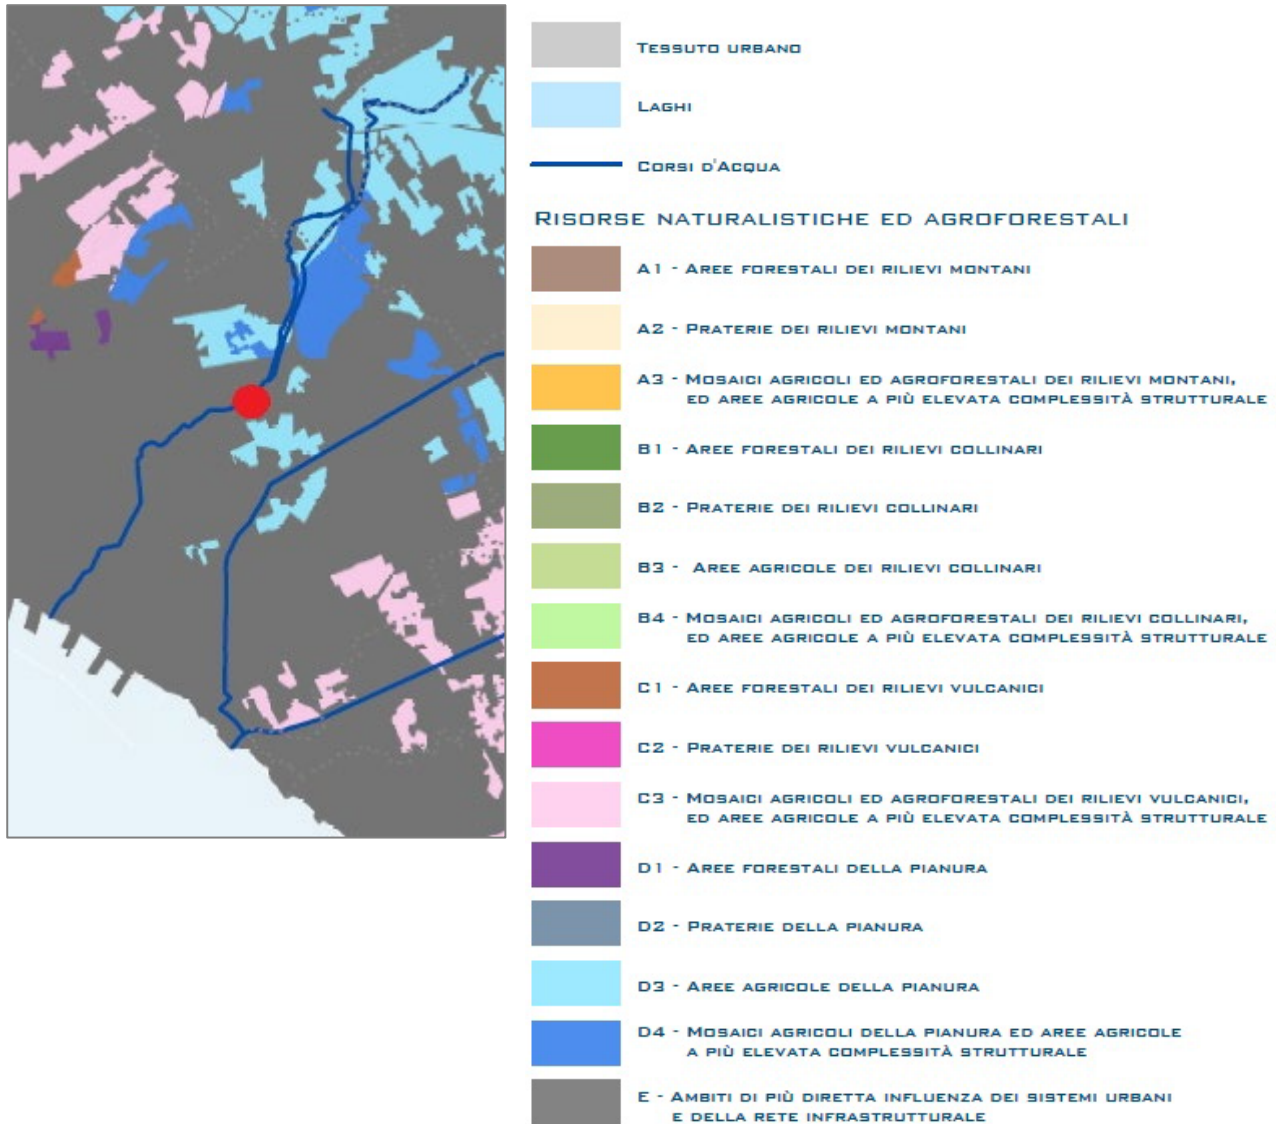 Tessuto urbano
Laghi
Corsi d'Acqua
Risorse naturalistiche ed agroforestali
A1 - Aree forestali dei rilievi montani
A2 - Praterie dei rilievi montani
A3 - Mosaici agricoli ed agroforestali dei rilievi montani,
ed aree agricole a più elevata complessità strutturale
B1 - Aree forestali dei rilievi collinari
B2 - Praterie dei rilievi collinari
B3 - Aree agricole dei rilievi collinari
B4 - Mosaici agricoli ed agroforestali dei rilievi collinari,
ed aree agricole a più elevata complessità strutturale
C1 - Aree forestali dei rilievi vulcanici
C2 - Praterie dei rilievi vulcanici
C3 - Mosaici agricoli ed agroforestali dei rilievi vulcanici,
ed aree agricole a più elevata complessità strutturale
D1 - Aree forestali della pianura
D2 - Praterie della pianura
D3 - Aree agricole della pianura
D4 - Mosaici agricoli della pianura ed aree agricole
a più elevata complessità strutturale
E - Ambiti di più diretta influenza dei sistemi urbani
e della rete infrastrutturale